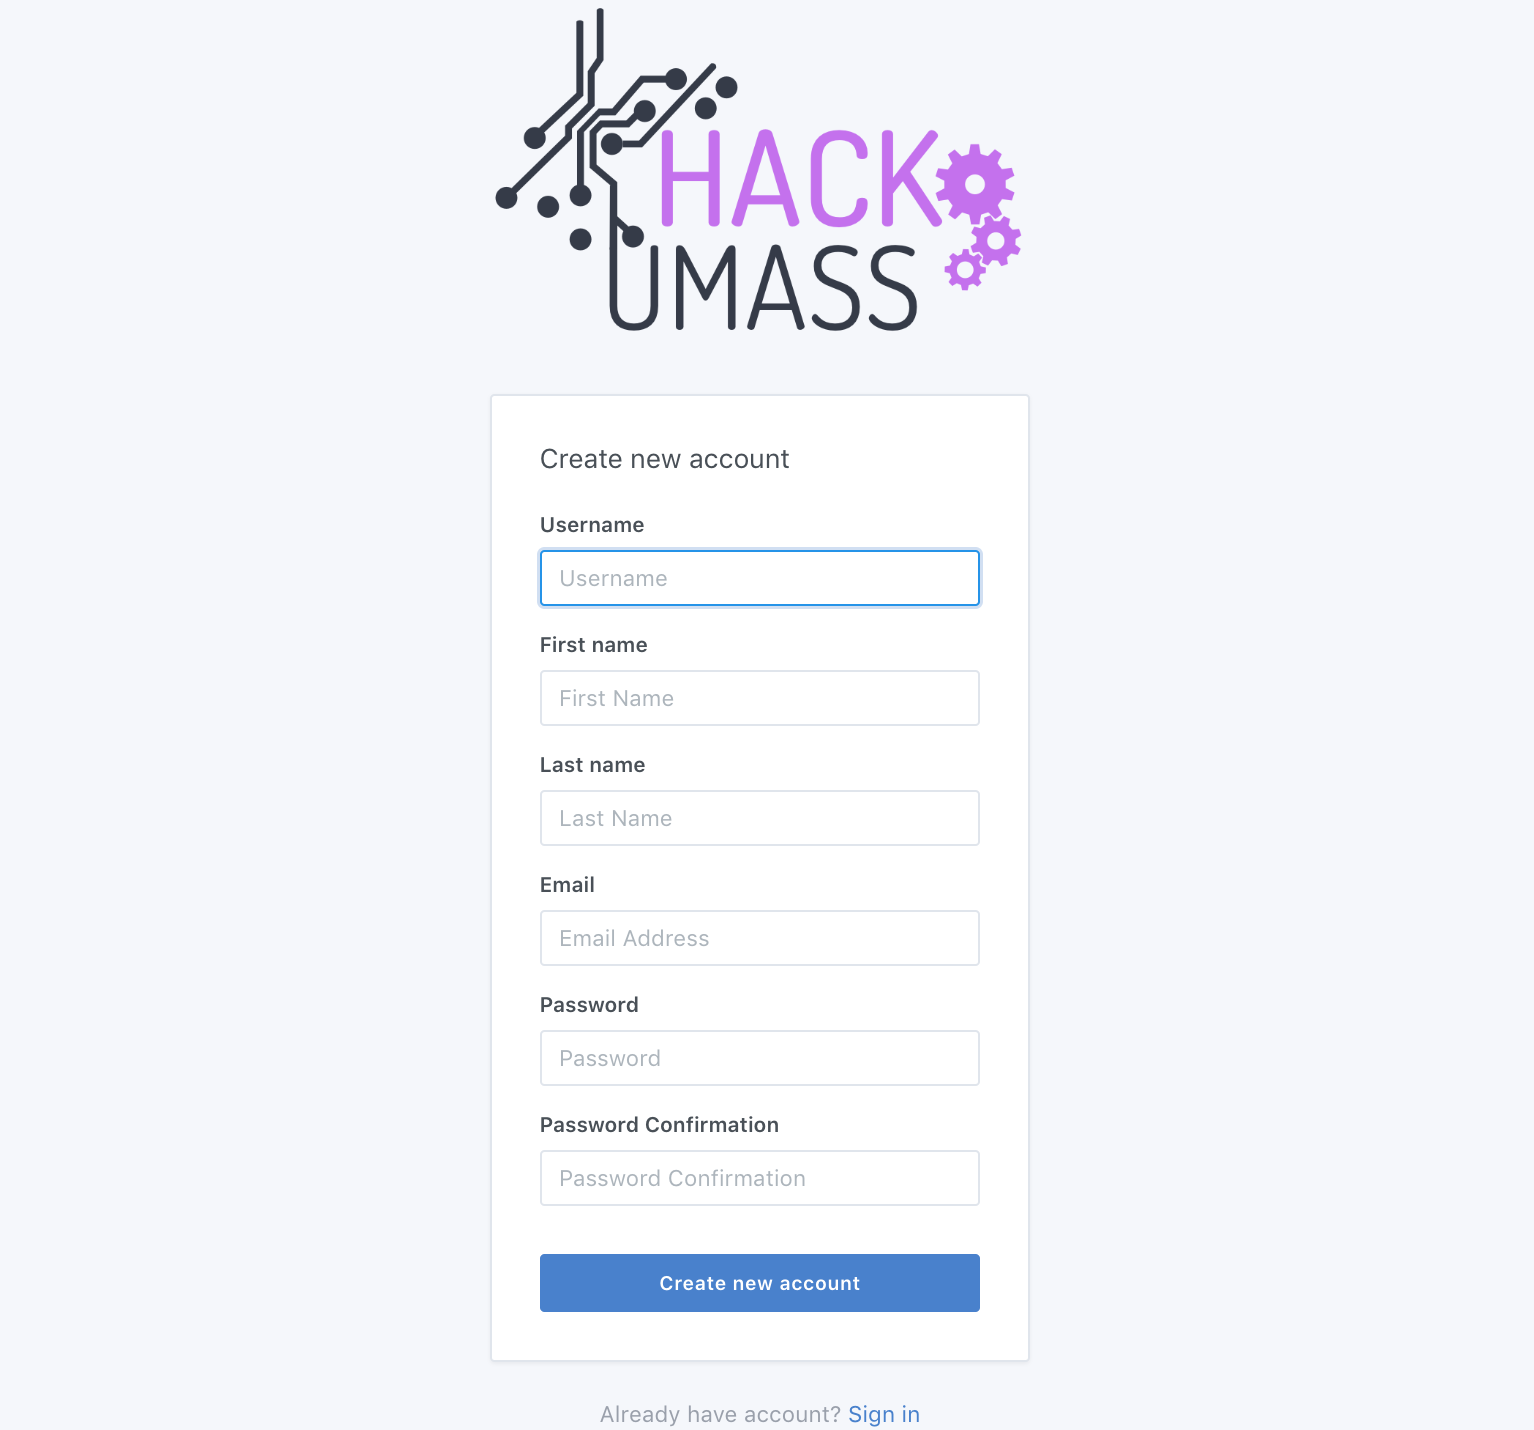 HACK
UMASS
Create new account
Username
Username
First name
First Name
Last name
Last Name
Email
Email Address
Password
Password
Password Confirmation
Password Confirmation
Create new account
Already have account? Sign in